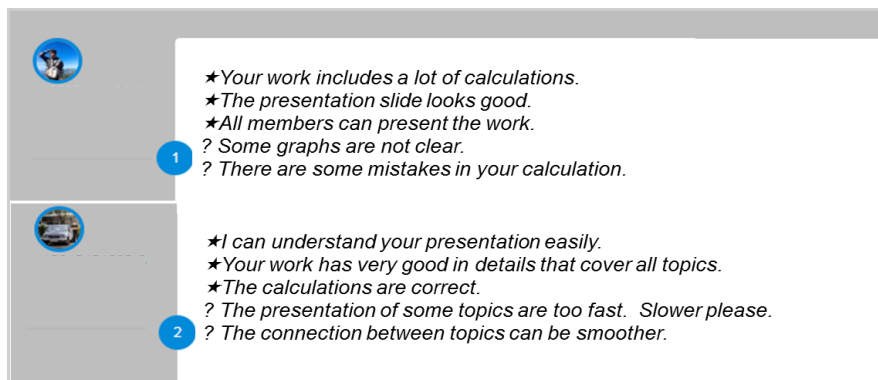 ★Your work includes a lot of calculations.
★The presentation slide looks good.
★All members can present the work.
? Some graphs are not clear.
1
? There are some mistakes in your calculation.
★I can understand your presentation easily.
★Your work has very good in details that cover all topics.
★The calculations are correct.
? The presentation of some topics are too fast. Slower please.
2
? The connection between topics can be smoother.